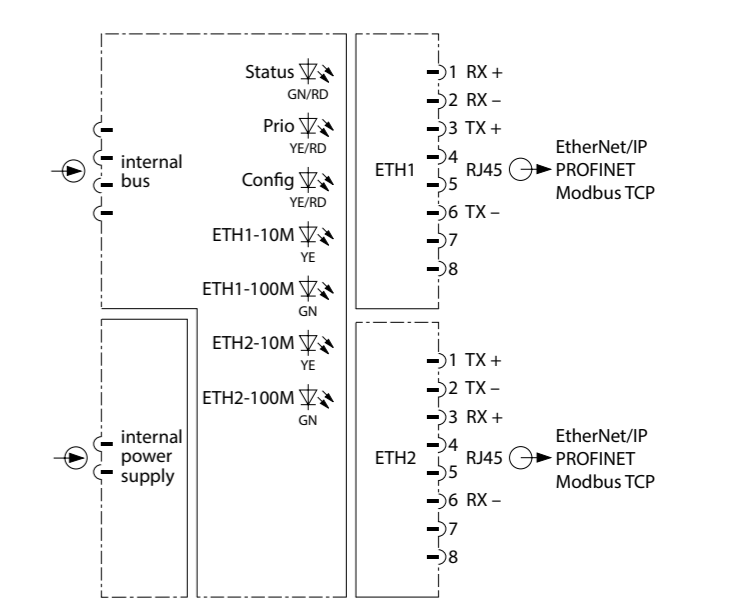 Status
GN/RD
Prio
YE/RD
Config
YE/RD
ETH1-10M
YE
ETH1-100M
GN
ETH2-10M
YE
ETH2-100M
GN
internal
bus
internal
power
supply
ETH1
1 RX +
2 RX –
3 TX +
4
5
6 TX –
7
8
RJ45
EtherNet/IP
PROFINET
Modbus TCP
ETH2
1 TX +
2 TX –
3 RX +
4
5
6 RX –
7
8
RJ45
EtherNet/IP
PROFINET
Modbus TCP